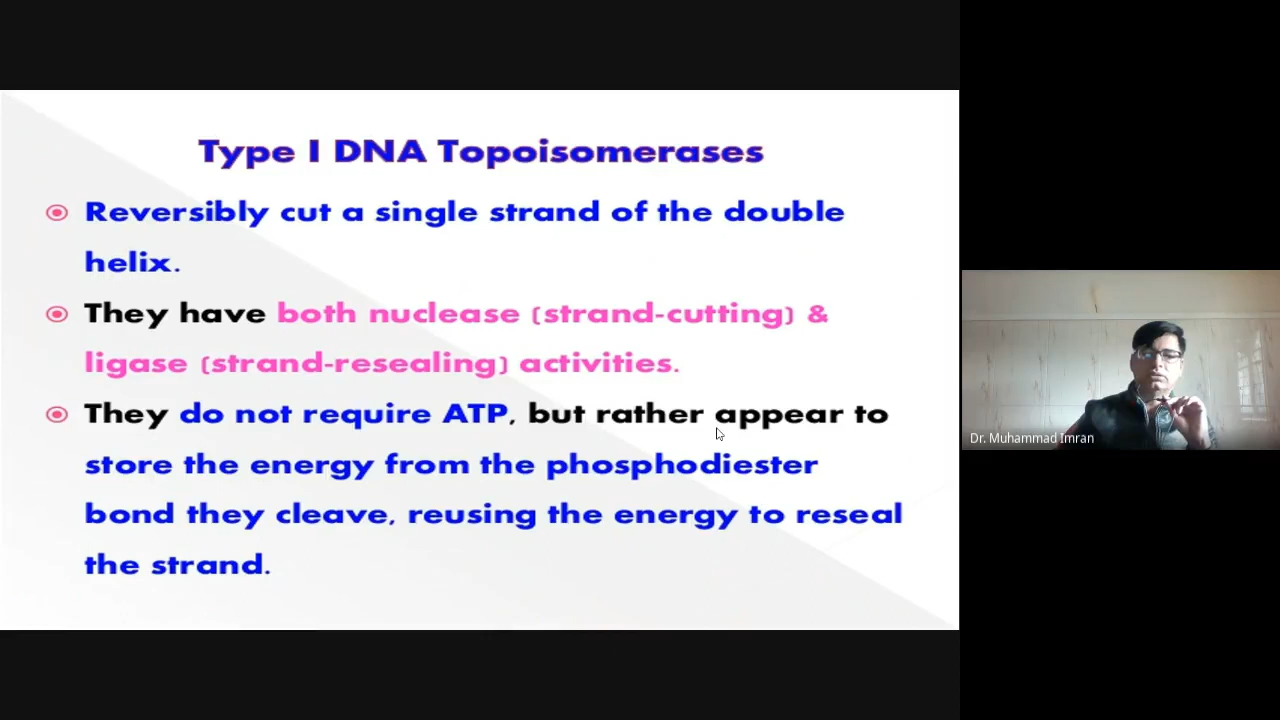 Type I DNA Topoisomerases
Reversibly cut a single strand of the double
helix.
They have both nuclease (strand-cutting) &
ligase (strand-resealing) activities.
They do not require ATP, but rather appear to
store the energy from the phosphodiester
bond they cleave, reusing the energy to reseal
the strand.
Dr. Muhammad Imran